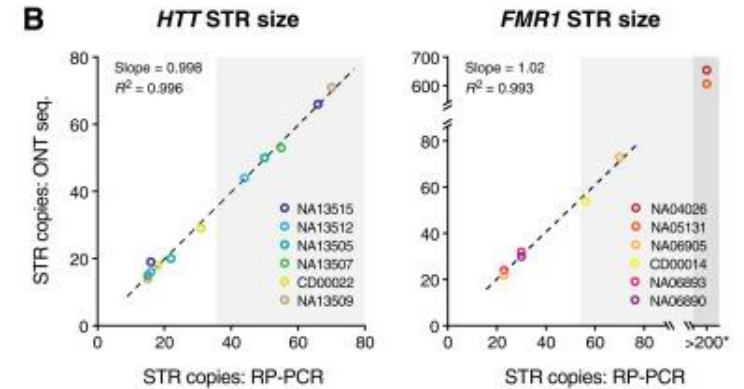 B
HTT STR size
FMR1 STR size
STR copies: ONT seq.
80
60
40
20
0
Slope = 0.998
R² = 0.996
NA13515
NA13512
NA13505
NA13507
CD00022
NA13509
0 20 40 60 80
STR copies: RP-PCR
700
600
80
60
40
20
0
Slope = 1.02
R² = 0.993
NA04026
NA05131
NA06905
CD00014
NA06893
NA06890
0 20 40 60 80 >200*
STR copies: RP-PCR